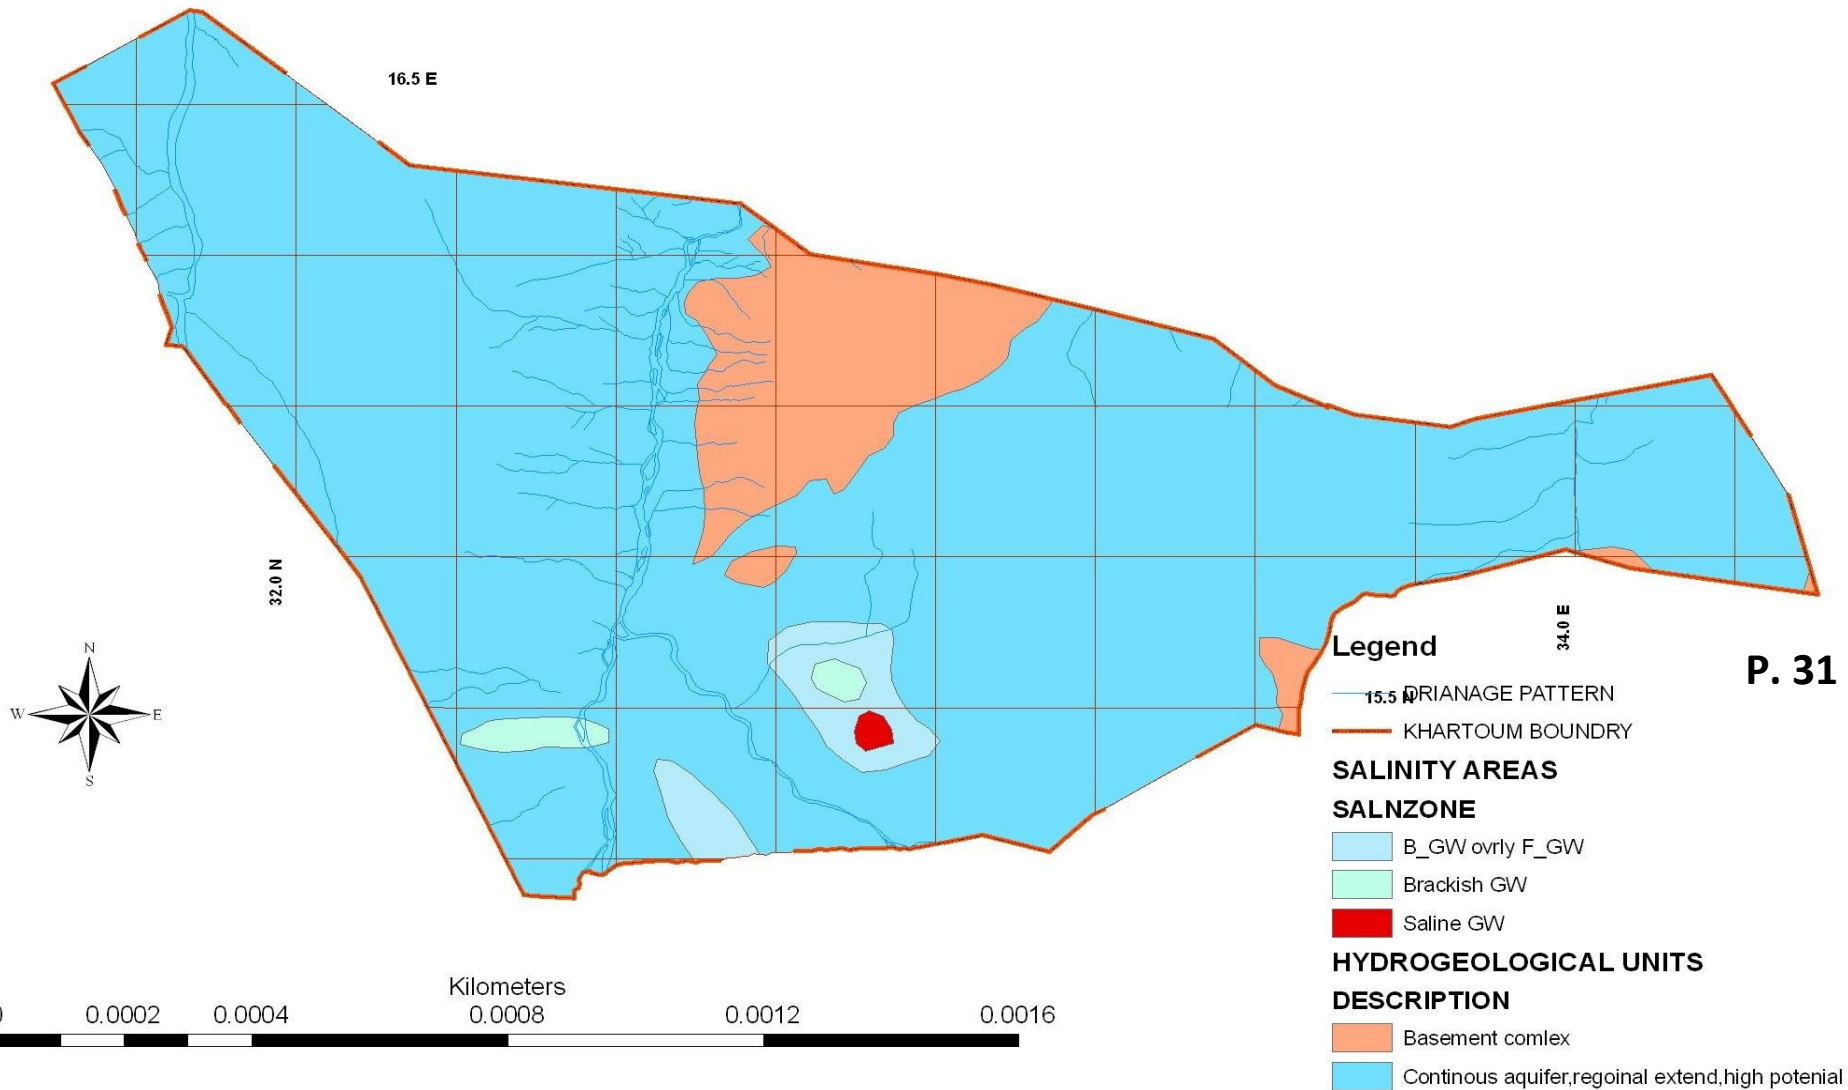 16.5 E
32.0 N
34.0 E
N
W
E
S
P. 31
Legend
DRIANAGE PATTERN
15.5 N
KHARTOUM BOUNDRY
SALINITY AREAS
SALNZONE
B_GW ovrly F_GW
Brackish GW
Saline GW
HYDROGEOLOGICAL UNITS
DESCRIPTION
Basement comlex
Continous aquifer,regoinal extend,high potenial
Kilometers
0.0002 0.0004 0.0008 0.0012 0.0016